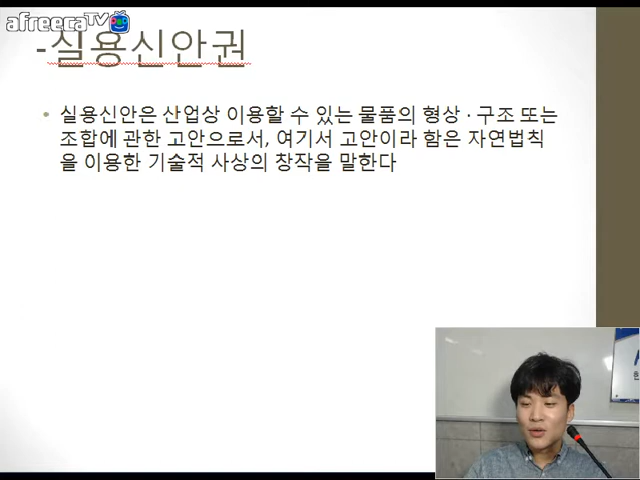 afreecaTV
-실용신안권
• 실용신안은 산업상 이용할 수 있는 물품의 형상 · 구조 또는
조합에 관한 고안으로서, 여기서 고안이라 함은 자연법칙
을 이용한 기술적 사상의 창작을 말한다